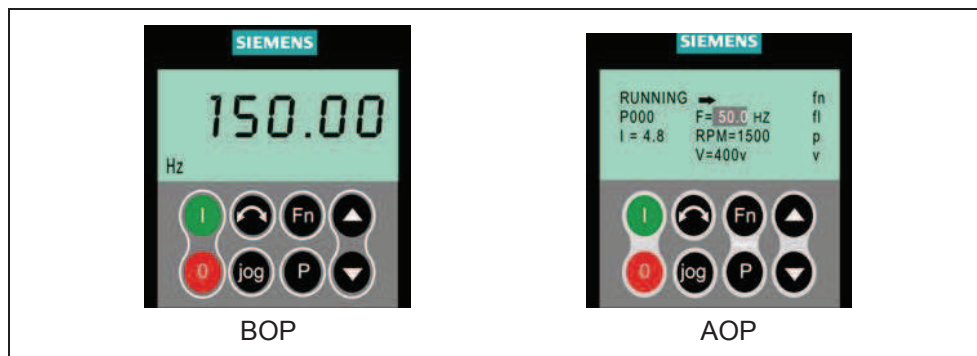 SIEMENS
150.00
Hz
I
Fn
0
jog
P
BOP
SIEMENS
RUNNING fn
P000 F= 50.0 HZ fl
I = 4.8 RPM=1500 p
V=400v v
I
Fn
0
jog
P
AOP